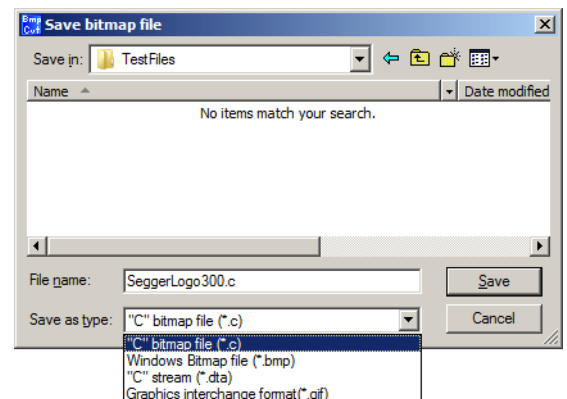 Bmp Cvt Save bitmap file
Save in: TestFiles
Name Date modified
No items match your search.
File name: SeggerLogo300.c Save
Save as type: "C" bitmap file (*.c) Cancel
"C" bitmap file (*.c)
Windows Bitmap file (*.bmp)
"C" stream (*.dta)
Graphics interchange format(*.gif)